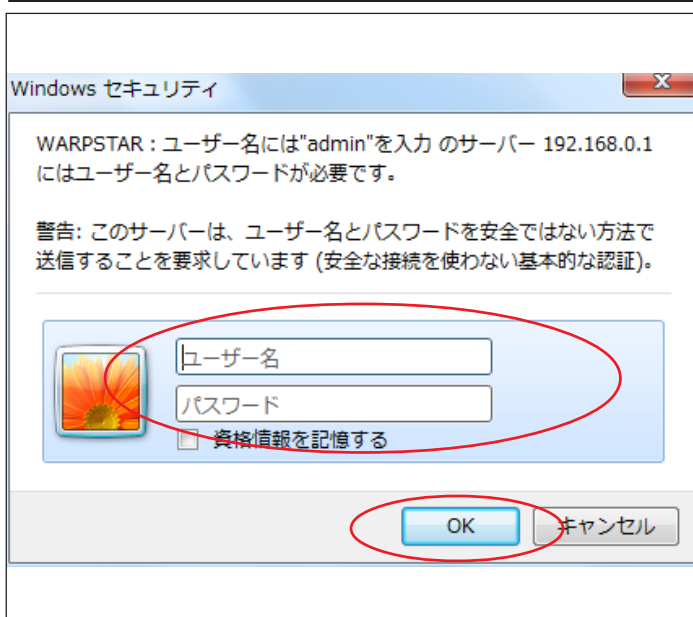 Windows セキュリティ
WARPSTAR : ユーザー名には"admin"を入力 のサーバー 192.168.0.1
にはユーザー名とパスワードが必要です。
警告: このサーバーは、ユーザー名とパスワードを安全ではない方法で
送信することを要求しています (安全な接続を使わない基本的な認証)。
ユーザー名
パスワード
資格情報を記憶する
OK キャンセル